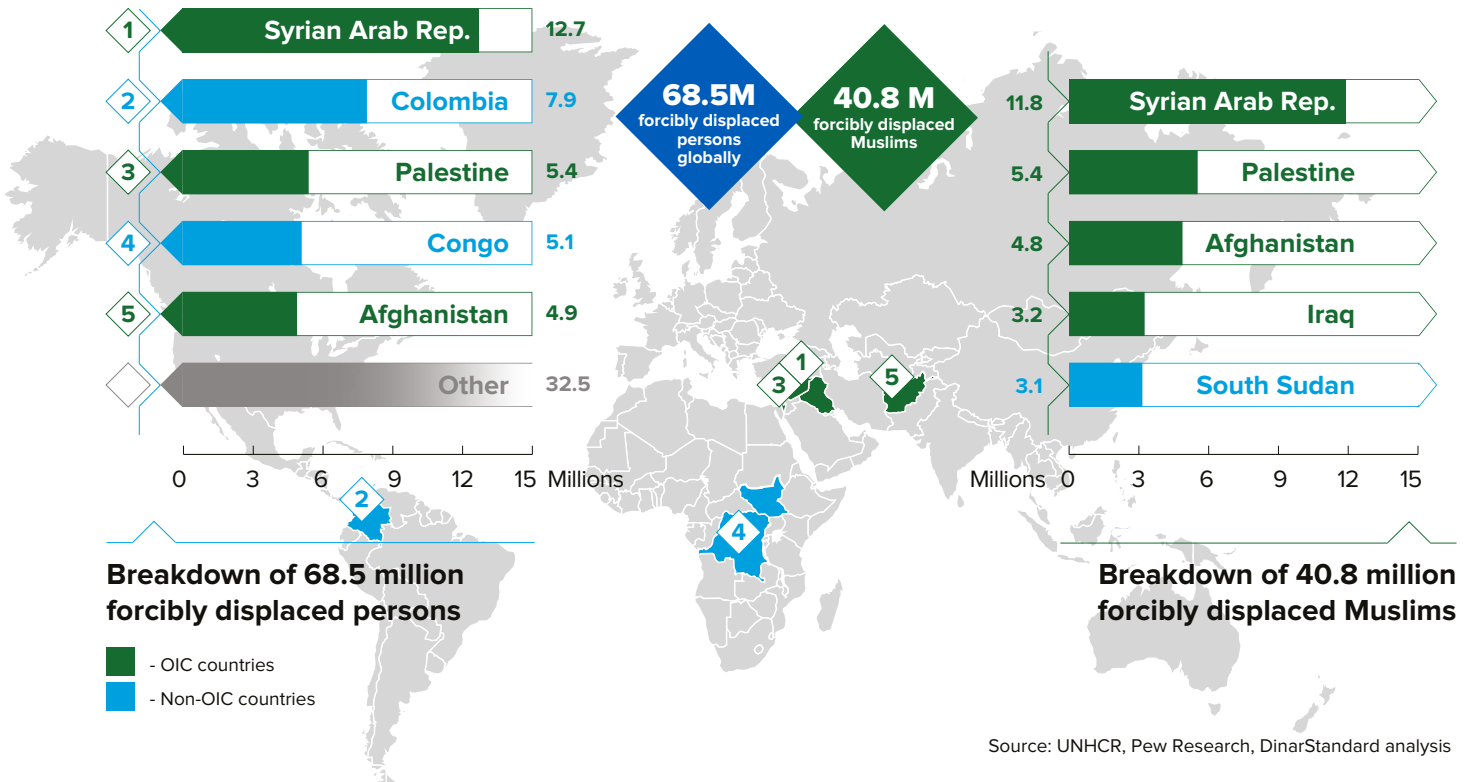 1
Syrian Arab Rep.
12.7
2
Colombia
7.9
3
Palestine
5.4
4
Congo
5.1
5
Afghanistan
4.9
Other
32.5
0 3 6 9 12 15 Millions
68.5M
forcibly displaced
persons
globally
40.8 M
forcibly displaced
Muslims
11.8
Syrian Arab Rep.
5.4
Palestine
4.8
Afghanistan
3.2
Iraq
3.1
South Sudan
Millions 0 3 6 9 12 15
1
3
5
2
4
Breakdown of 68.5 million
forcibly displaced persons
- OIC countries
- Non-OIC countries
Breakdown of 40.8 million
forcibly displaced Muslims
Source: UNHCR, Pew Research, DinarStandard analysis